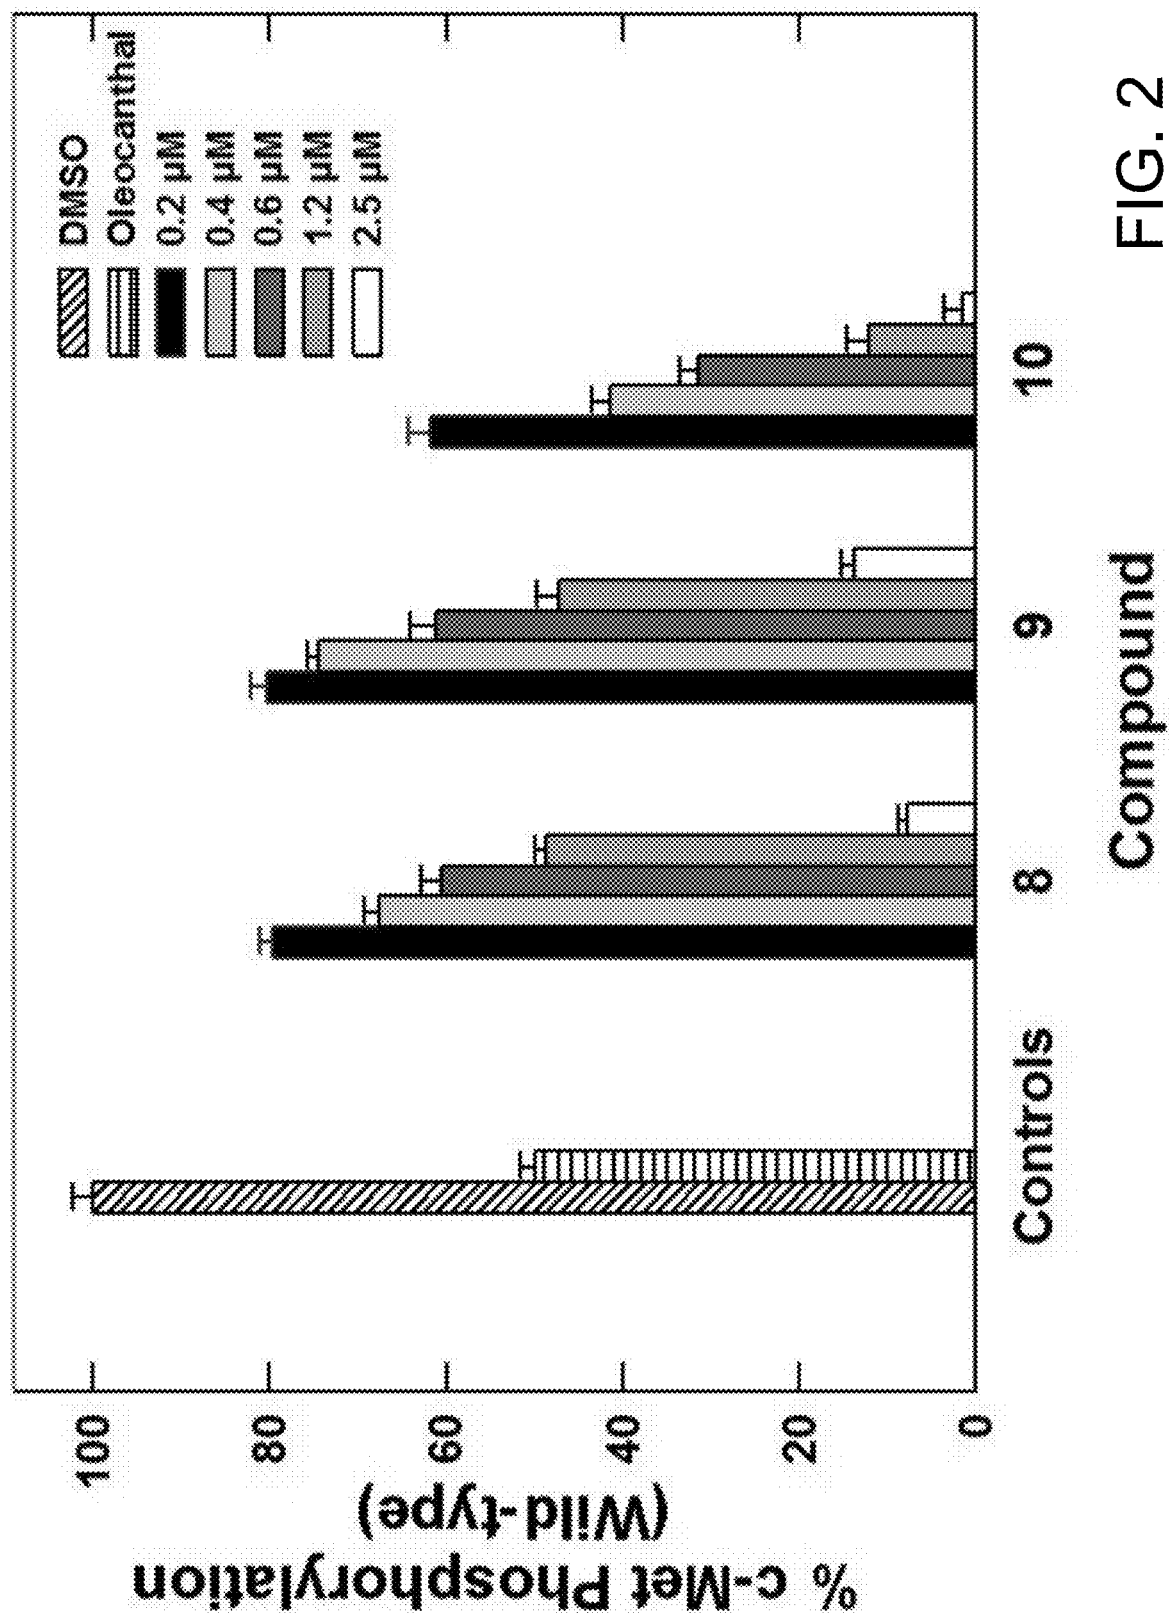 % c-Met Phosphorylation
(Wild-type)
100
80
60
40
20
0
DMSO
Oleocanthal
0.2 µM
0.4 µM
0.6 µM
1.2 µM
2.5 µM
Controls
8
9
10
Compound
FIG. 2